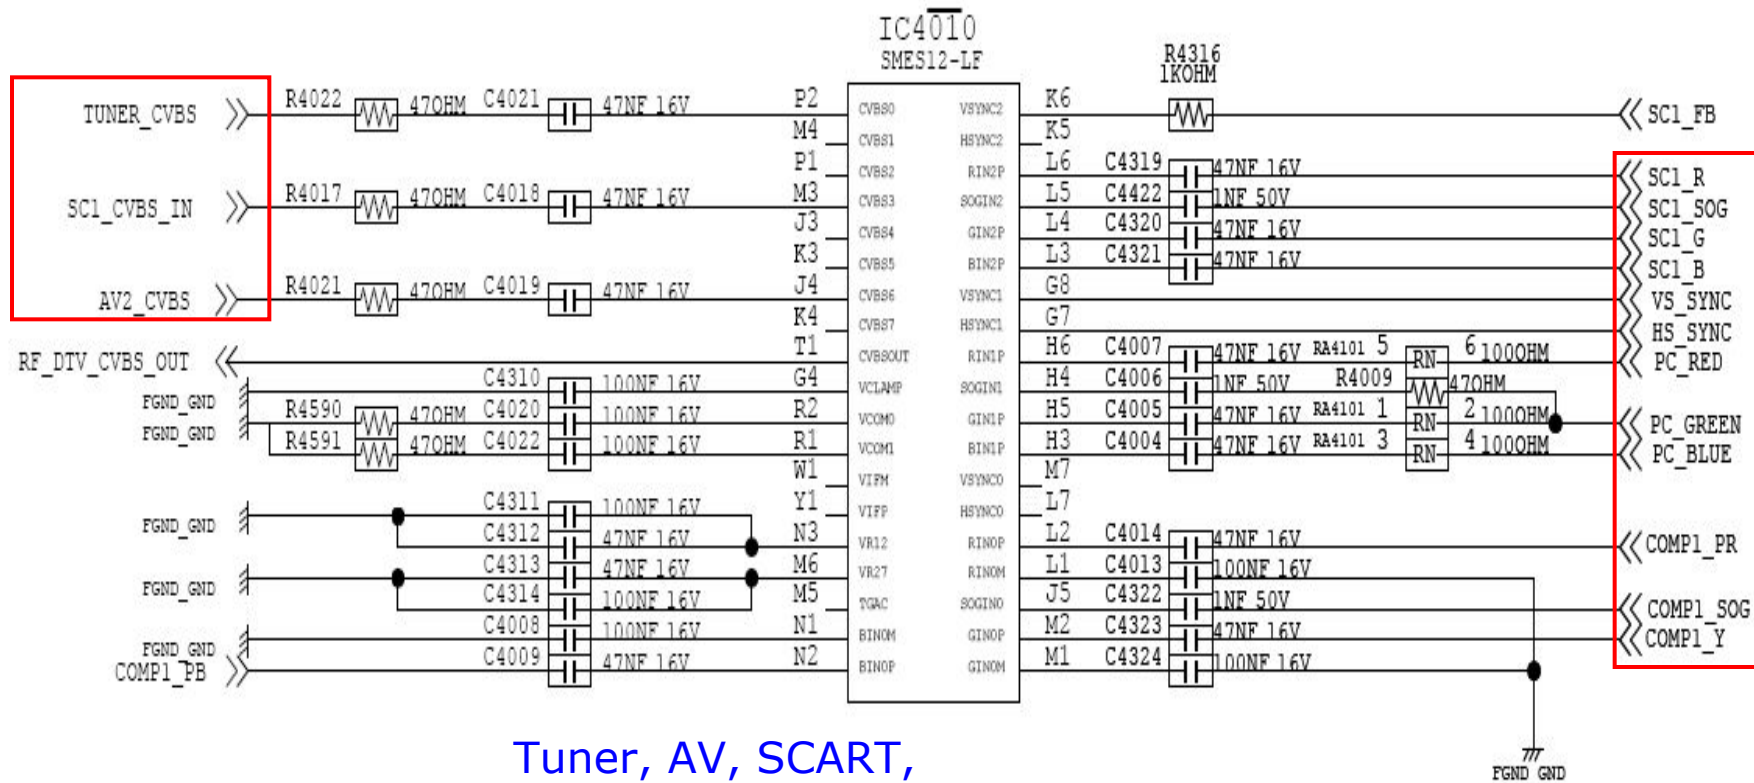 IC4010
SMES12-LF
R4316
1KOHM
TUNER_CVBS R4022 47OHM C4021 47NF 16V P2 CVBS0 VSYNC2 K6 SC1_FB
M4 CVBS1 HSYNC2 K5
P1 CVBS2 RIN2P L6 C4319 47NF 16V SC1_R
SC1_CVBS_IN R4017 47OHM C4018 47NF 16V M3 CVBS3 SOGIN2 L5 C4422 1NF 50V SC1_SOG
J3 CVBS4 GIN2P L4 C4320 47NF 16V SC1_G
K3 CVBS5 BIN2P L3 C4321 47NF 16V SC1_B
AV2_CVBS R4021 47OHM C4019 47NF 16V J4 CVBS6 VSYNC1 G8 VS_SYNC
K4 CVBS7 HSYNC1 G7 HS_SYNC
RF_DTV_CVBS_OUT T1 CVBSOUT RIN1P H6 C4007 47NF 16V RA4101 5 RN 6 100OHM PC_RED
FGND_GND C4310 100NF 16V G4 VCLAMP SOGIN1 H4 C4006 1NF 50V R4009 47OHM
FGND_GND R4590 47OHM C4020 100NF 16V R2 VCOM0 GIN1P H5 C4005 47NF 16V RA4101 1 RN 2 100OHM PC_GREEN
R4591 47OHM C4022 100NF 16V R1 VCOM1 BIN1P H3 C4004 47NF 16V RA4101 3 RN 4 100OHM PC_BLUE
W1 VIFM VSYNC0 M7
FGND_GND C4311 100NF 16V Y1 VIFP HSYNC0 L7
C4312 47NF 16V N3 VR12 RIN0P L2 C4014 47NF 16V COMP1_PR
FGND_GND C4313 47NF 16V M6 VR27 RIN0M L1 C4013 100NF 16V
C4314 100NF 16V M5 TGAC SOGIN0 J5 C4322 1NF 50V COMP1_SOG
FGND_GND C4008 100NF 16V N1 BIN0M GIN0P M2 C4323 47NF 16V COMP1_Y
COMP1_PB C4009 47NF 16V N2 BIN0P GIN0M M1 C4324 100NF 16V
FGND_GND
Tuner, AV, SCART,